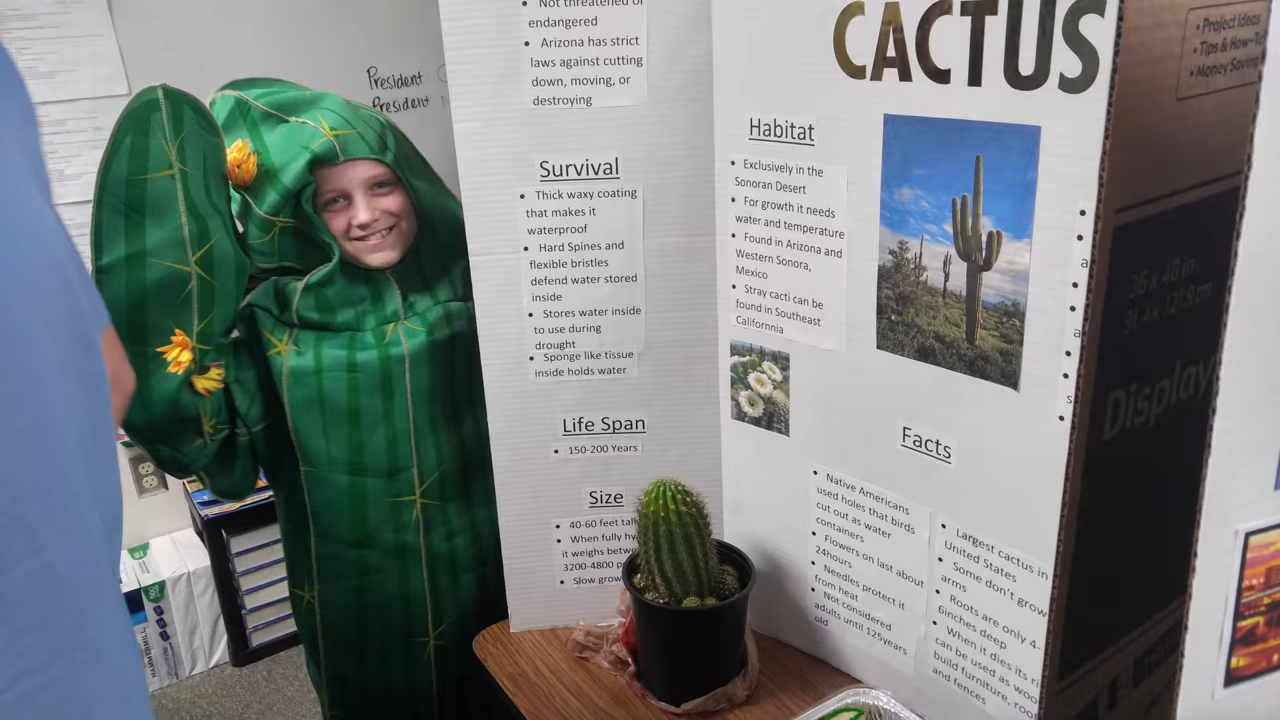 President
President
• Not threatened or
endangered
• Arizona has strict
laws against cutting
down, moving, or
destroying
Survival
• Thick waxy coating
that makes it
waterproof
• Hard Spines and
flexible bristles
defend water stored
inside
• Stores water inside
to use during
drought
• Sponge like tissue
inside holds water
Life Span
• 150-200 Years
Size
• 40-60 feet tall
• When fully hy
it weighs betw
3200-4800 p
• Slow grow
CACTUS
Habitat
• Exclusively in the
Sonoran Desert
• For growth it needs
water and temperature
• Found in Arizona and
Western Sonora,
Mexico
• Stray cacti can be
found in Southeast
Califonnia
Facts
• Native Americans
used holes that birds
cut out as water
containers
• Flowers on last about
24hours
• Needles protect it
from heat
• Not considered
adults until 125years
old
• Largest cactus in
United States
• Some don't grow
arms
• Roots are only 4-
6inches deep
• When it dies its ri
can be used as woo
build furniture, roo
and fences
• Project Ideas
• Tips & How-To
• Money Saving
36 x 48 in
91.4 x 121.9 cm
Display
HAMMERMILL